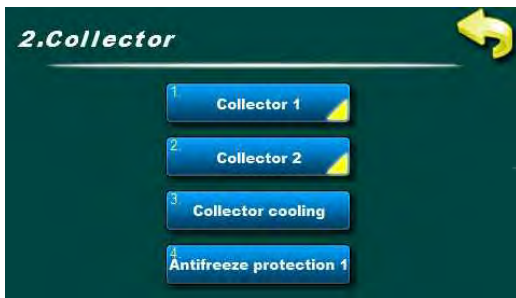 2.Collector
1.
Collector 1
2.
Collector 2
3.
Collector cooling
4.
Antifreeze protection 1